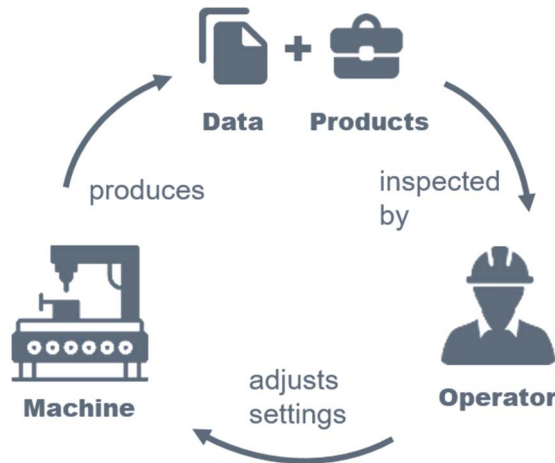 Data + Products
produces
inspected
by
Machine
adjusts
settings
Operator